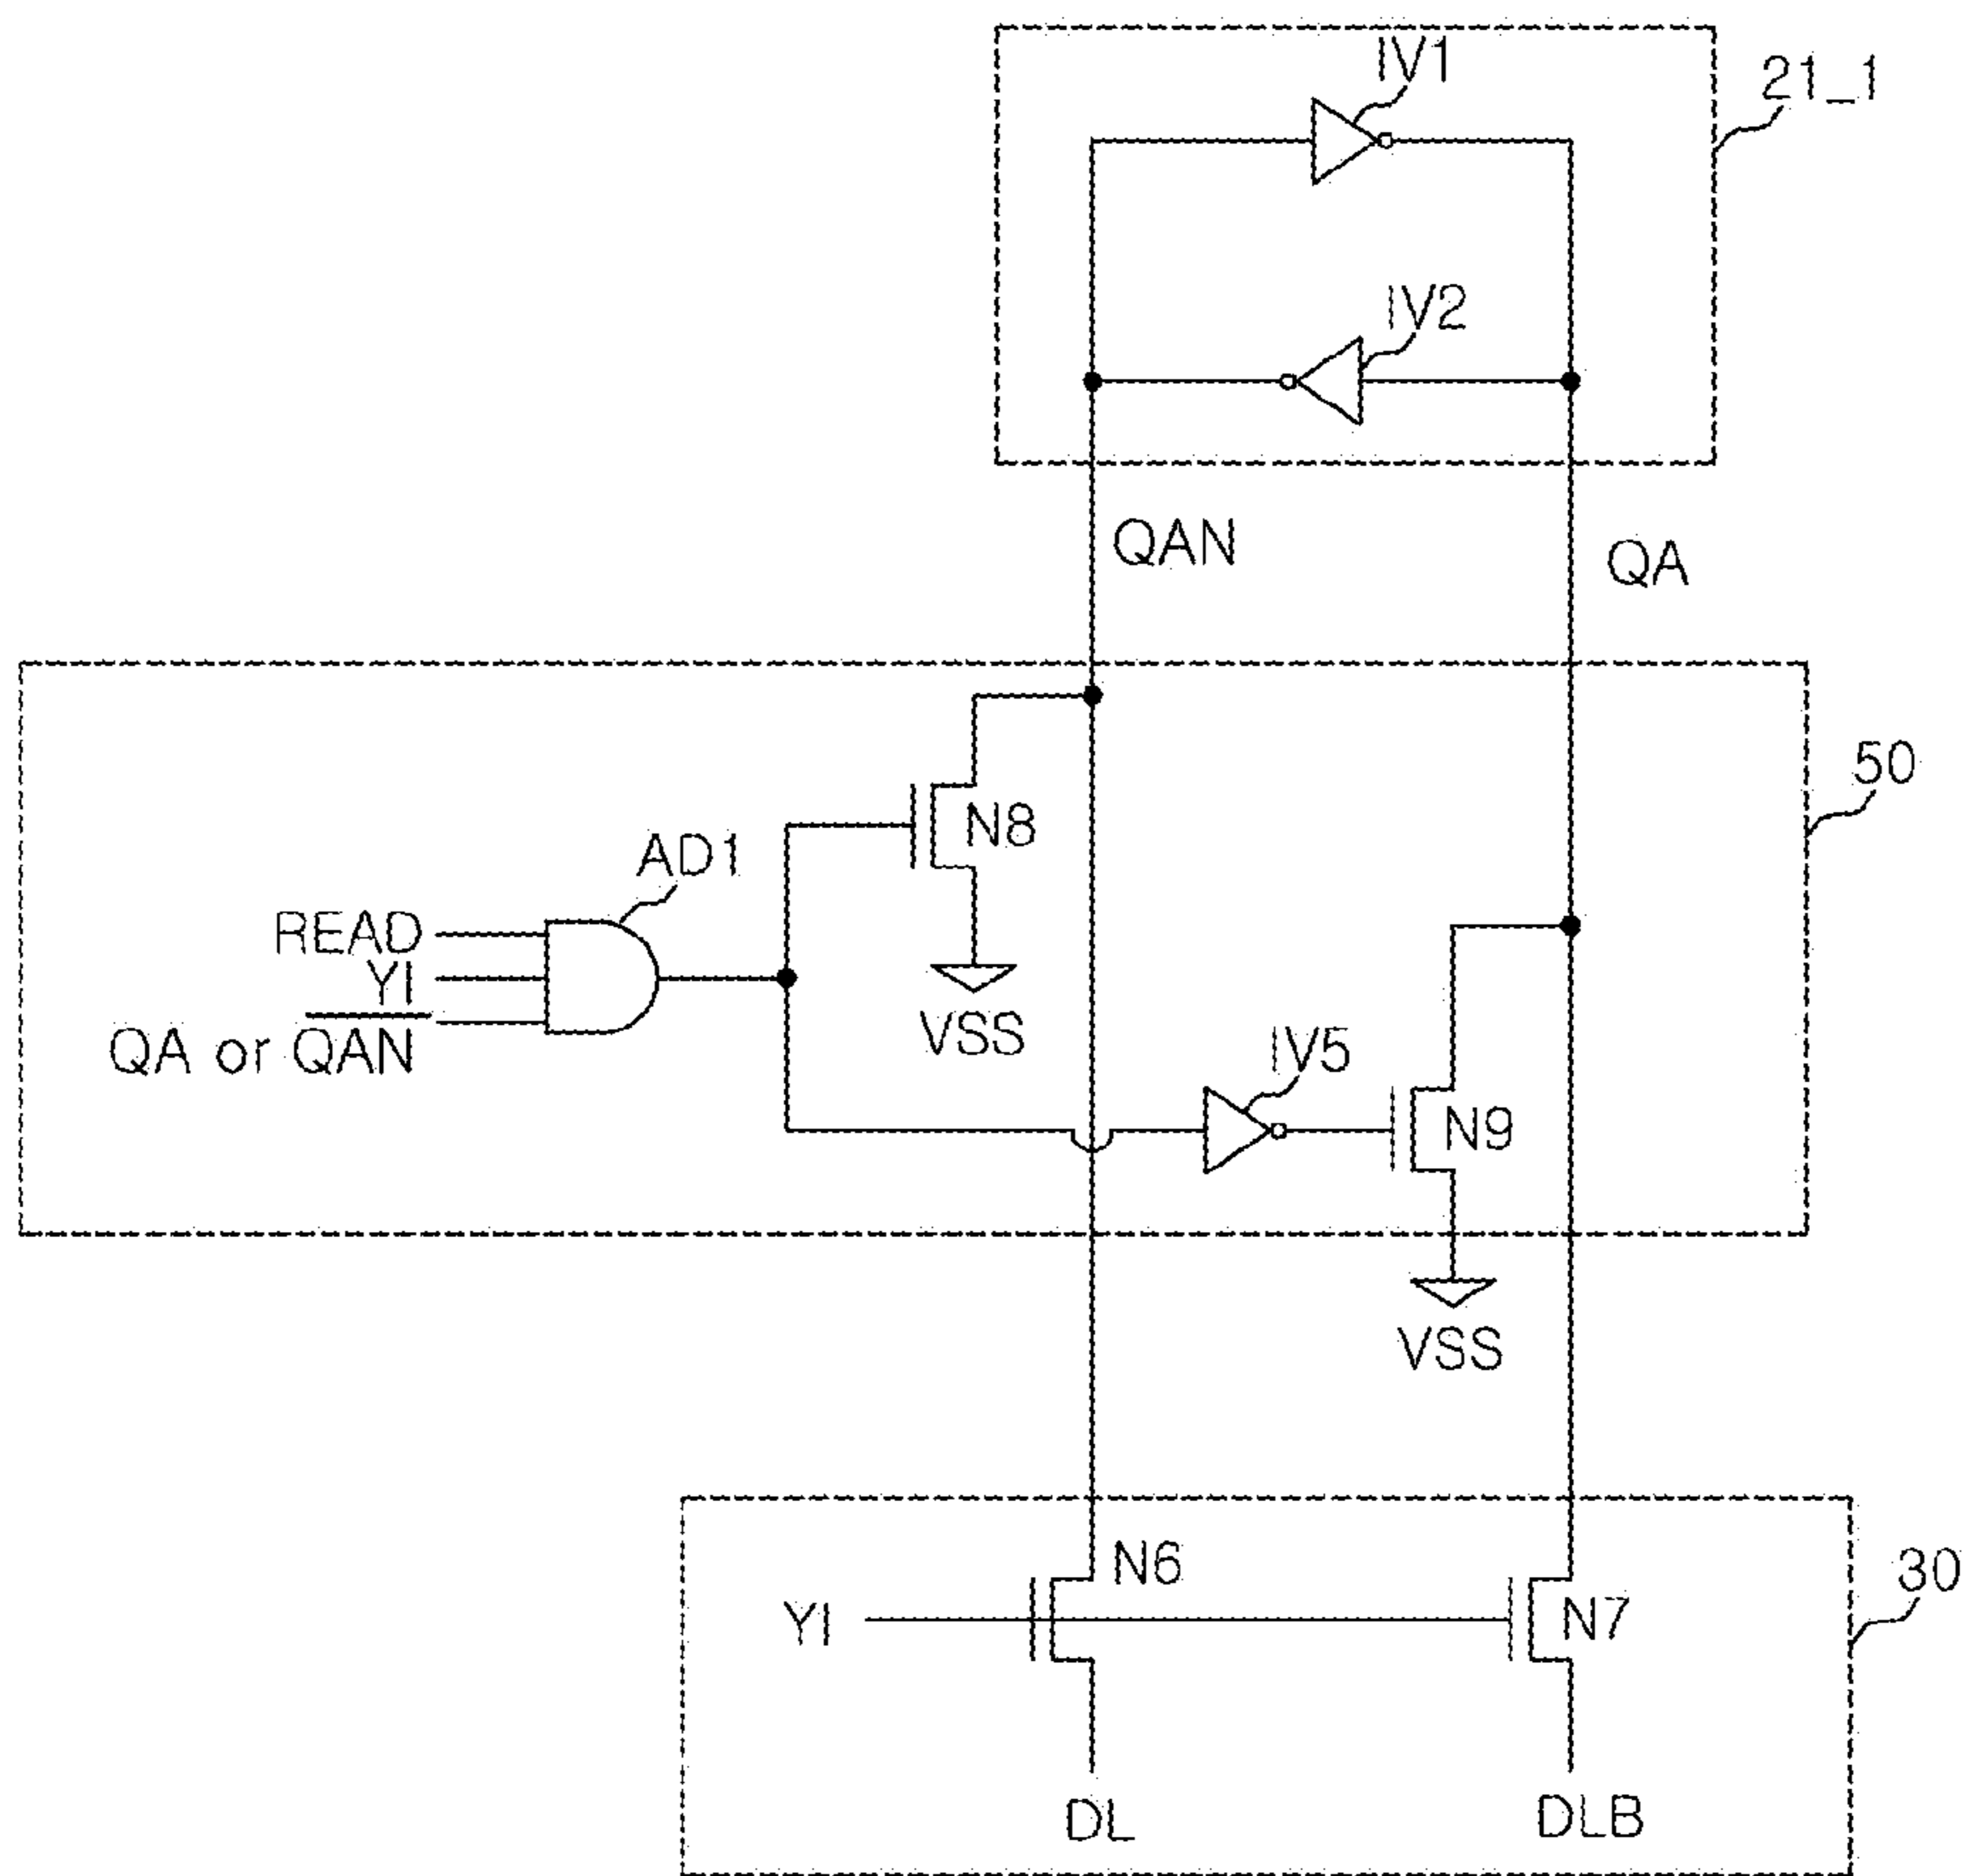 IV1
21_1
IV2
QAN
QA
50
N8
AD1
READ
YI
QA or QAN
VSS
IV5
N9
VSS
N6
30
YI
N7
DL
DLB